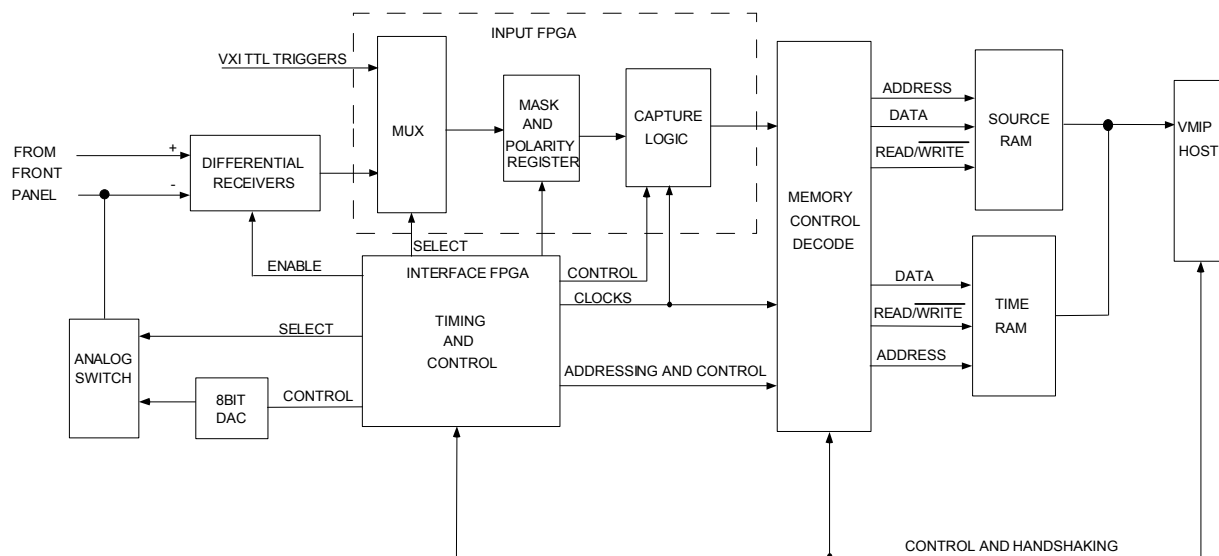 INPUT FPGA
VXI TTL TRIGGERS
MUX
MASK
AND
POLARITY
REGISTER
CAPTURE
LOGIC
FROM
FRONT
PANEL
+
-
DIFFERENTIAL
RECEIVERS
MEMORY
CONTROL
DECODE
ADDRESS
DATA
READ/WRITE
SOURCE
RAM
VMIP
HOST
SELECT
ENABLE
INTERFACE FPGA
TIMING
AND
CONTROL
CONTROL
CLOCKS
ADDRESSING AND CONTROL
DATA
READ/WRITE
ADDRESS
TIME
RAM
SELECT
ANALOG
SWITCH
8BIT
DAC
CONTROL
CONTROL AND HANDSHAKING